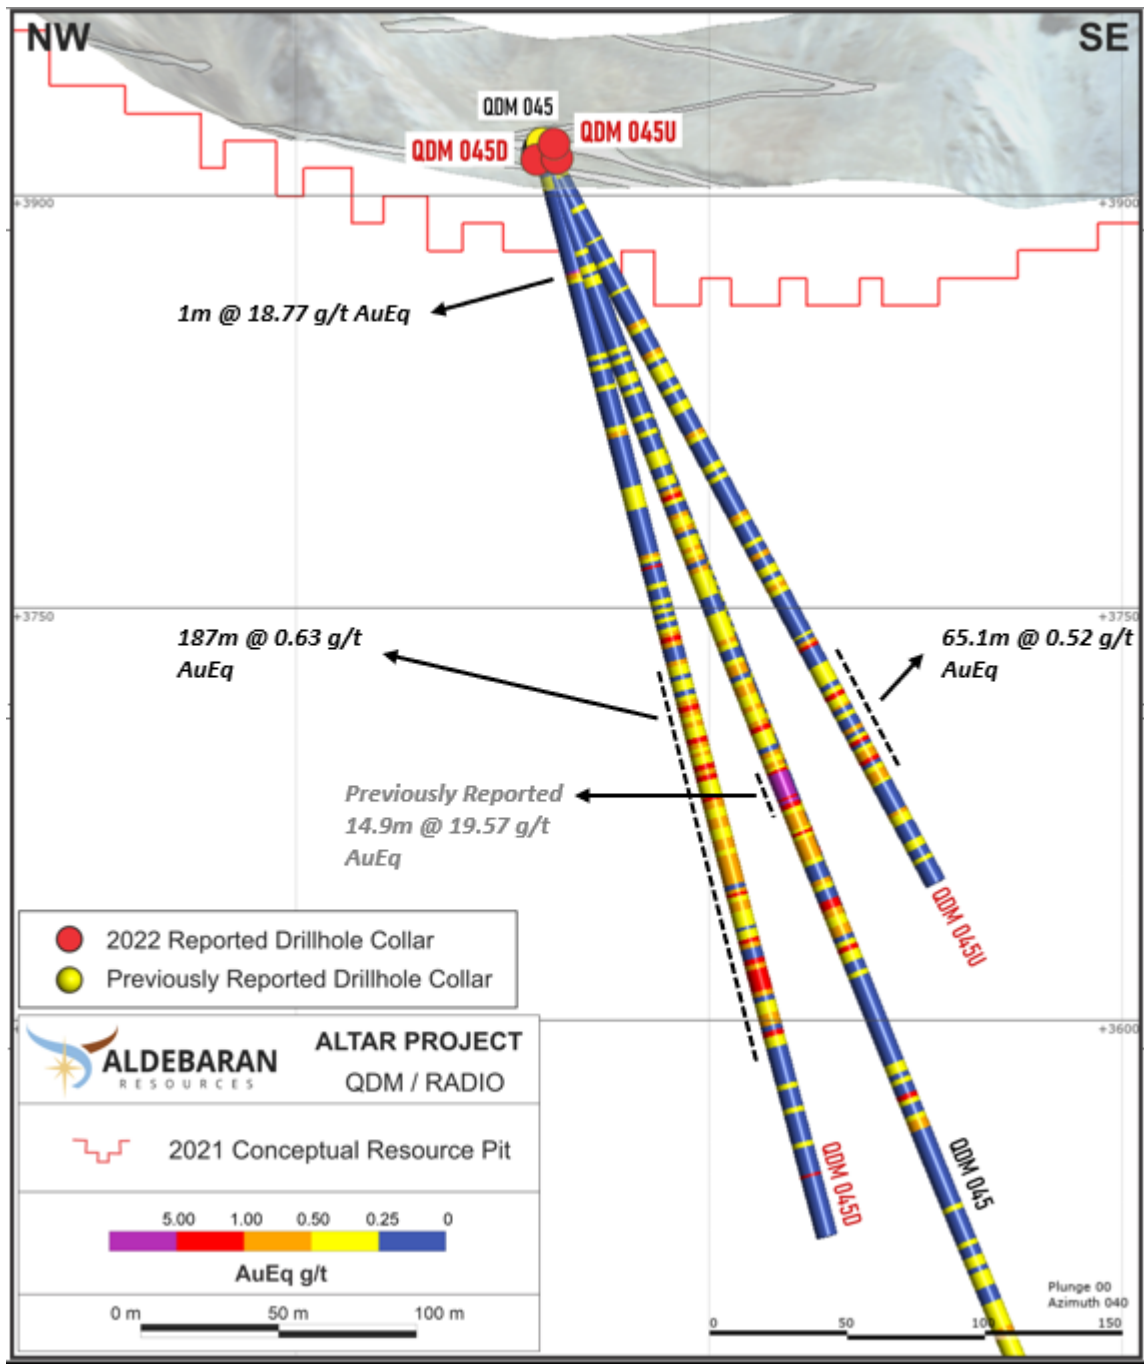 NW
SE
QDM 045
QDM 045U
QDM 045D
+3900
+3900
1m @ 18.77 g/t AuEq
+3750
+3750
187m @ 0.63 g/t
AuEq
65.1m @ 0.52 g/t
AuEq
Previously Reported
14.9m @ 19.57 g/t
AuEq
QDM 045U
2022 Reported Drillhole Collar
Previously Reported Drillhole Collar
+3600
ALDEBARAN
RESOURCES
ALTAR PROJECT
QDM / RADIO
2021 Conceptual Resource Pit
QDM 045D
QDM 045
5.00 1.00 0.50 0.25 0
AuEq g/t
0 m 50 m 100 m
Plunge 00
Azimuth 040
0 50 100 150